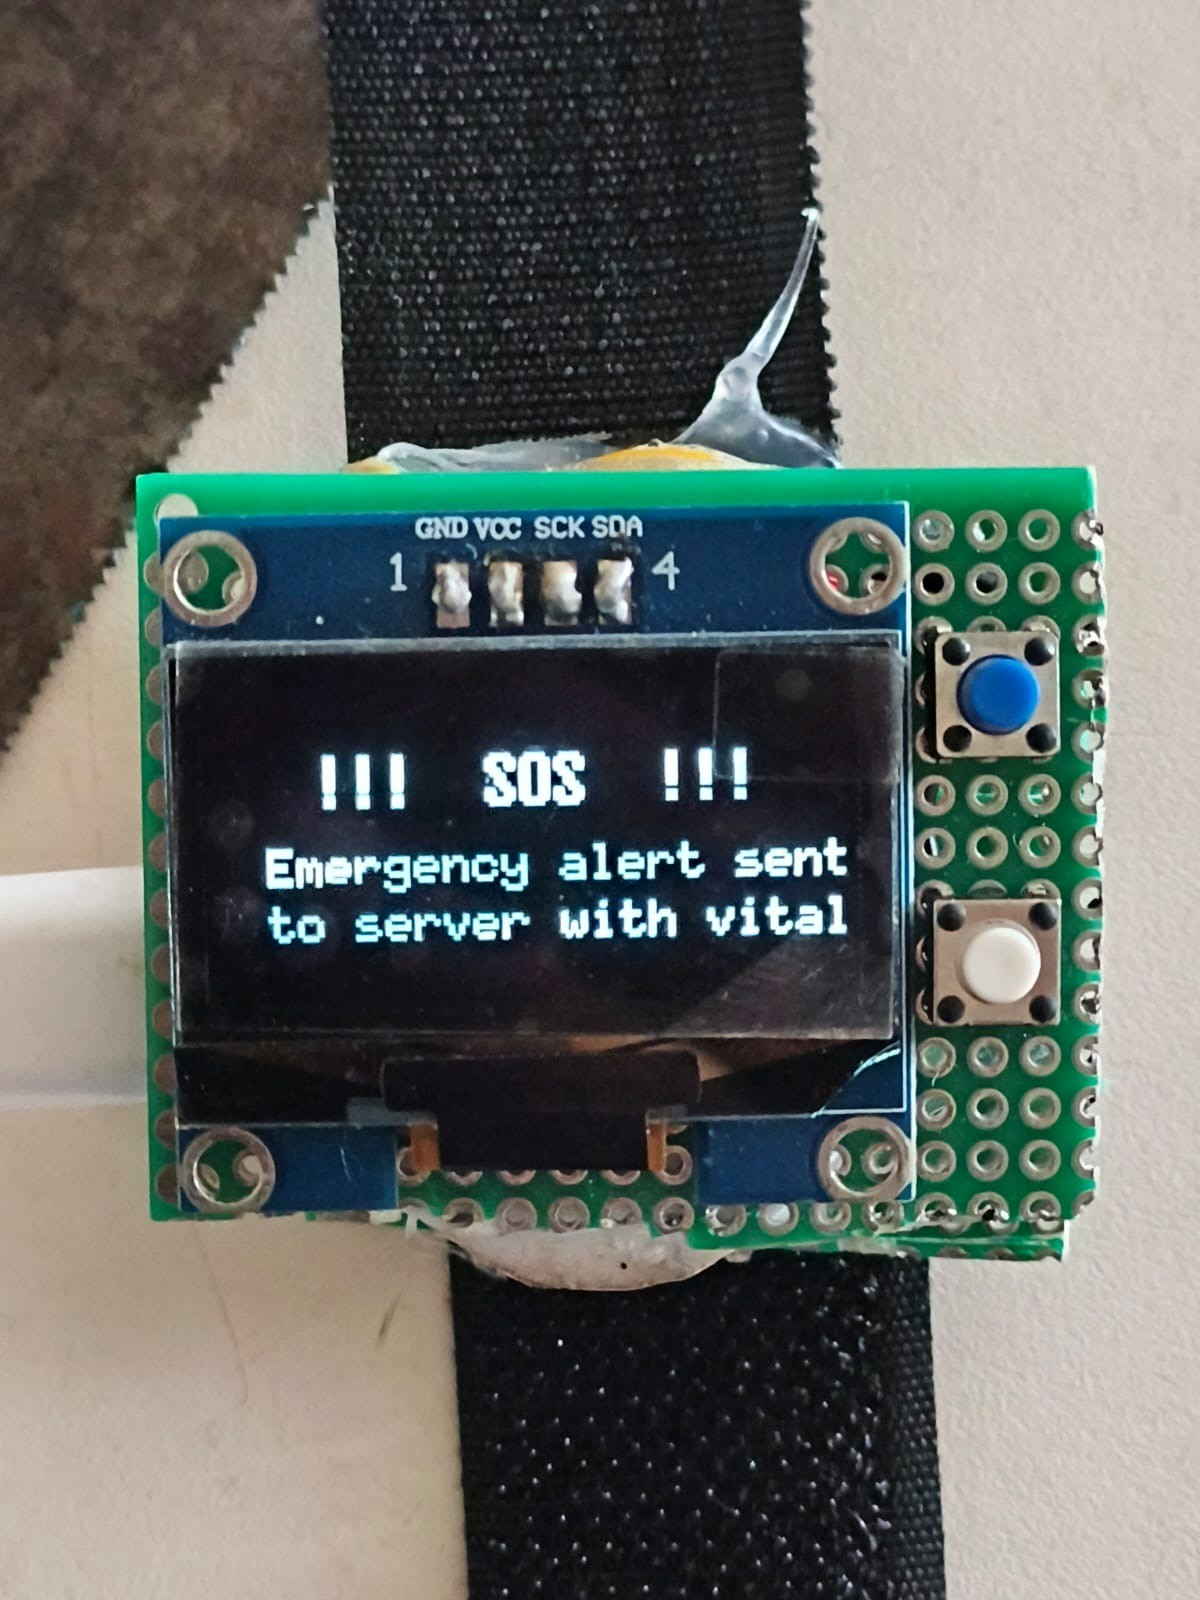 GND VCC SCK SDA
1 4
!!! SOS !!!
Emergency alert sent
to server with vital